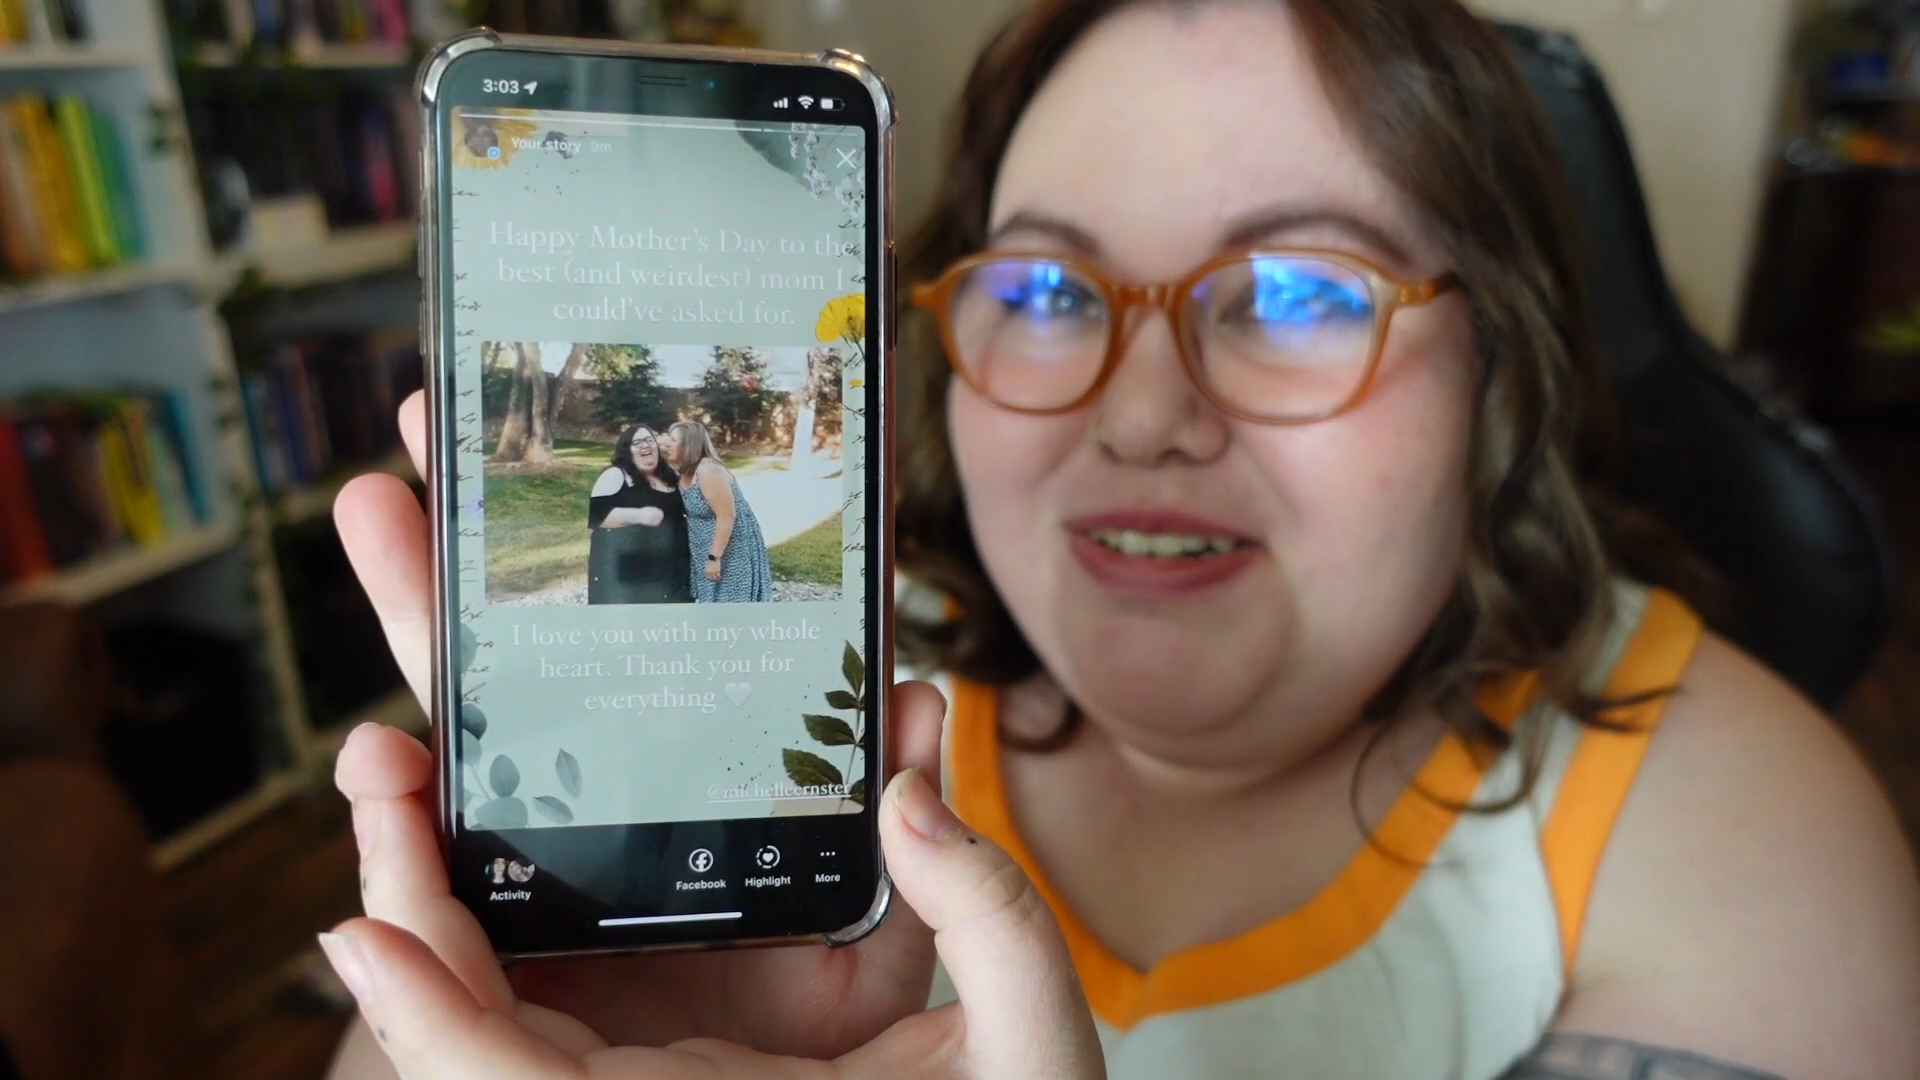 3:03
Your story 9m
Happy Mother's Day to the
best (and weirdest) mom I
could've asked for.
I love you with my whole
heart. Thank you for
everything 🤍
@michelleernster
Activity
Facebook
Highlight
More